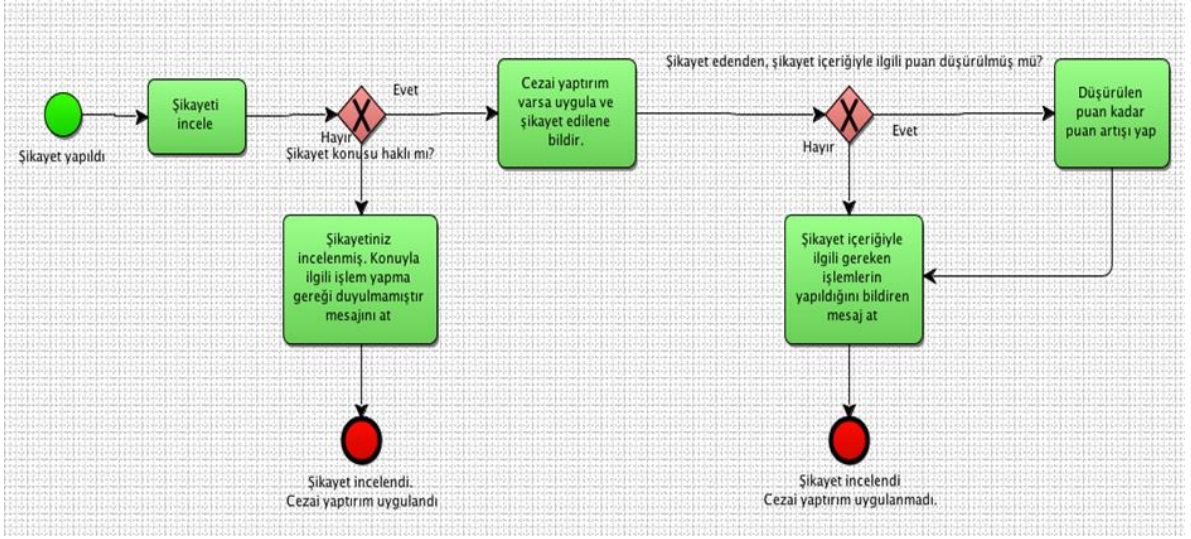 Şikayet yapıldı
Şikayeti
incele
Evet
Hayır
Şikayet konusu haklı mı?
Cezai yaptırım
varsa uygula ve
şikayet edilene
bildir.
Şikayet edenden, şikayet içeriğiyle ilgili puan düşürülmüş mü?
Evet
Hayır
Düşürülen
puan kadar
puan artışı yap
Şikayetiniz
incelenmiş. Konuyla
ilgili işlem yapma
gereği duyulmamıştır
mesajını at
Şikayet içeriğiyle
ilgili gereken
işlemlerin
yapıldığını bildiren
mesaj at
Şikayet incelendi.
Cezai yaptırım uygulandı
Şikayet incelendi
Cezai yaptırım uygulanmadı.